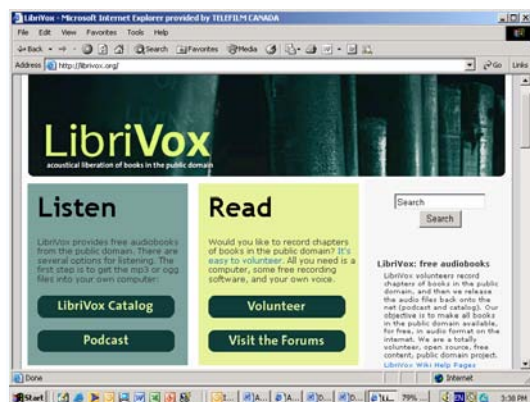 LibriVox - Microsoft Internet Explorer provided by TELEFILM CANADA
File Edit View Favorites Tools Help
Back Search Favorites Media
Address http://librivox.org/ Go Links
LibriVox
acoustical liberation of books in the public domain
Listen
LibriVox provides free audiobooks
from the public domain. There are
several options for listening. The
first step is to get the mp3 or ogg
files into your own computer:
LibriVox Catalog
Podcast
Read
Would you like to record chapters
of books in the public domain? It's
easy to volunteer. All you need is a
computer, some free recording
software, and your own voice.
Volunteer
Visit the Forums
Search
Search
LibriVox: free audiobooks
LibriVox volunteers record
chapters of books in the public
domain, and then we release
the audio files back onto the
net (podcast and catalog). Our
objective is to make all books
in the public domain available,
for free, in audio format on the
internet. We are a totally
volunteer, open source, free
content, public domain project.
LibriVox Wiki Help Pages
Done Internet
Start 79% EN 3:38 PM